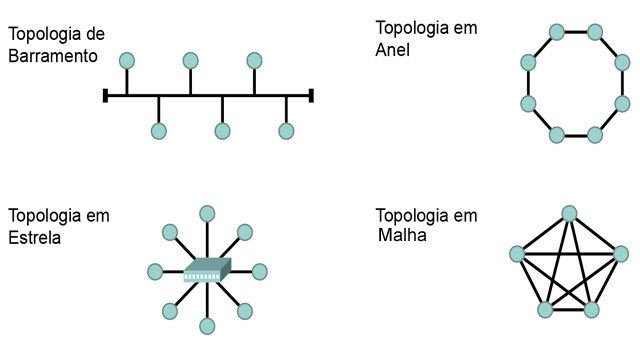 Topologia de
Barramento
Topologia em
Anel
Topologia em
Estrela
Topologia em
Malha